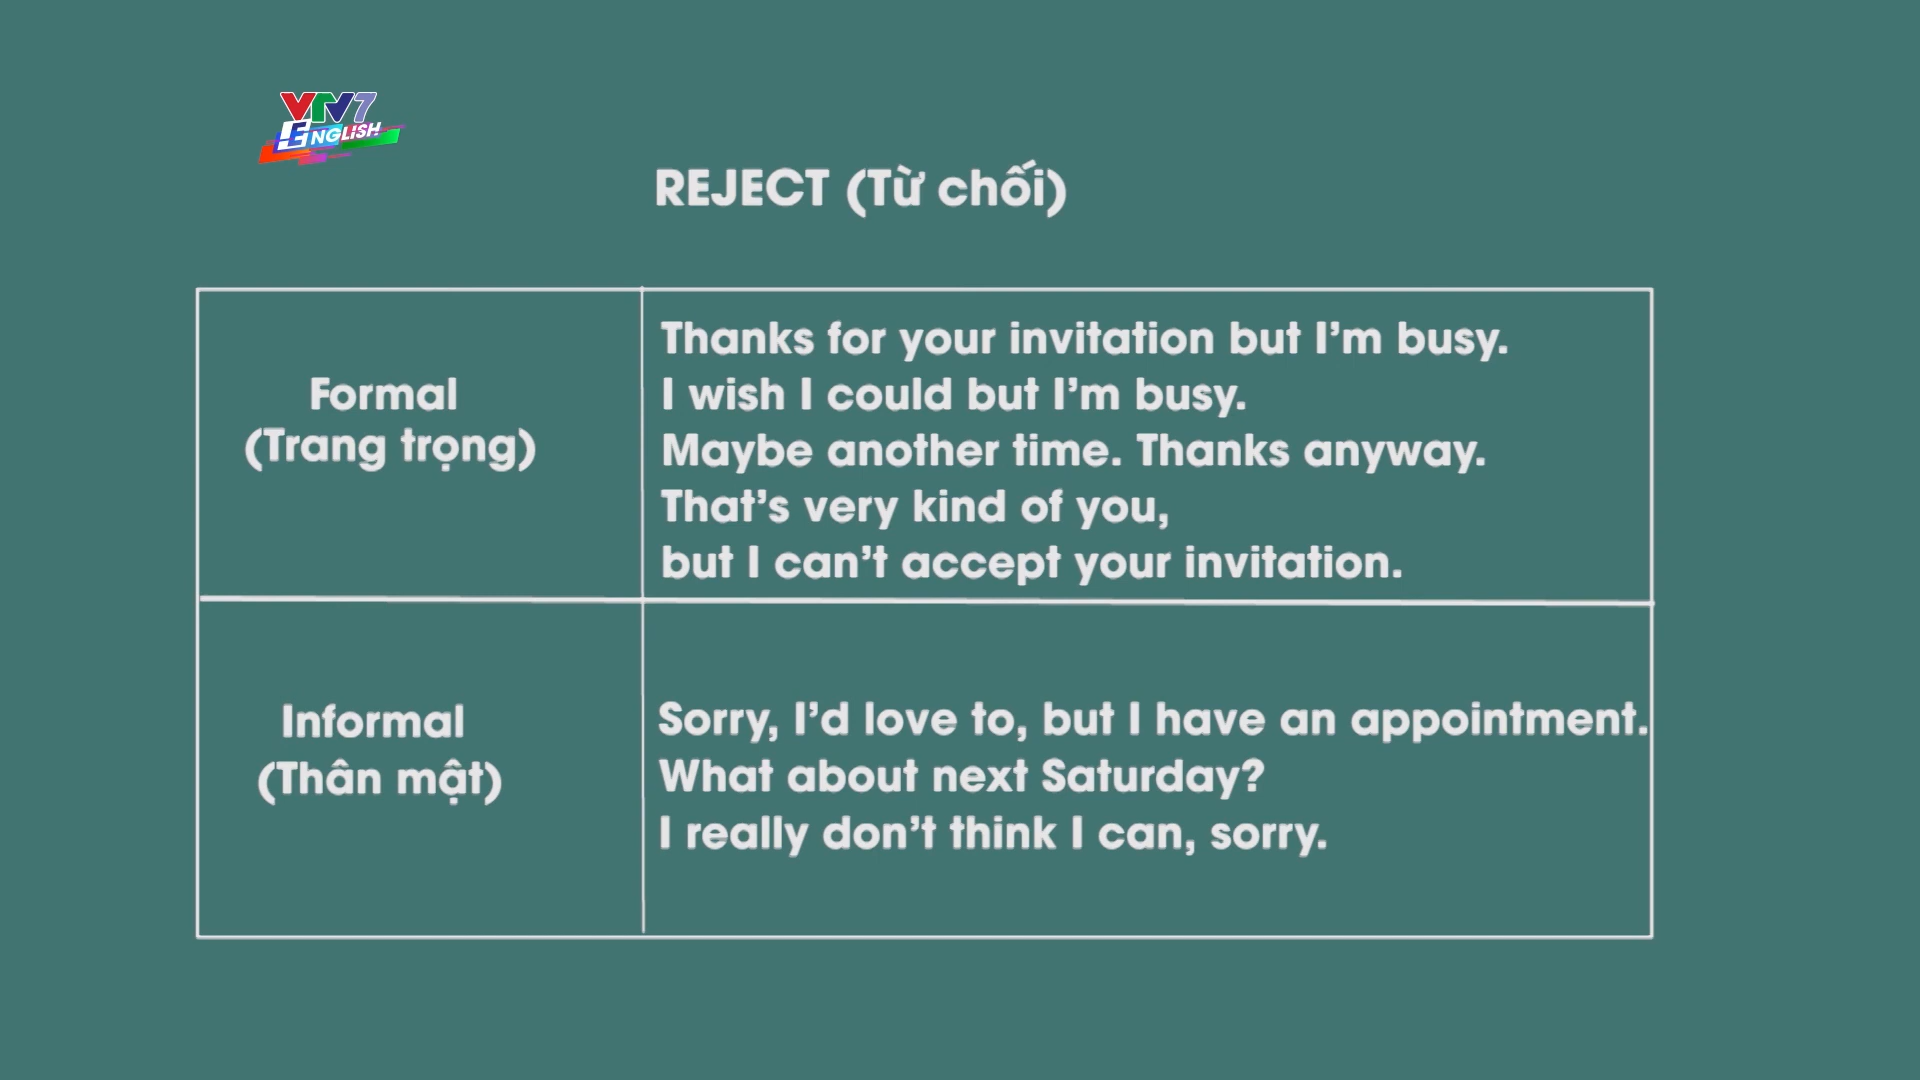 VTV7
ENGLISH
REJECT (Từ chối)
Formal
(Trang trọng)
Thanks for your invitation but I’m busy.
I wish I could but I’m busy.
Maybe another time. Thanks anyway.
That’s very kind of you,
but I can’t accept your invitation.
Informal
(Thân mật)
Sorry, I’d love to, but I have an appointment.
What about next Saturday?
I really don’t think I can, sorry.